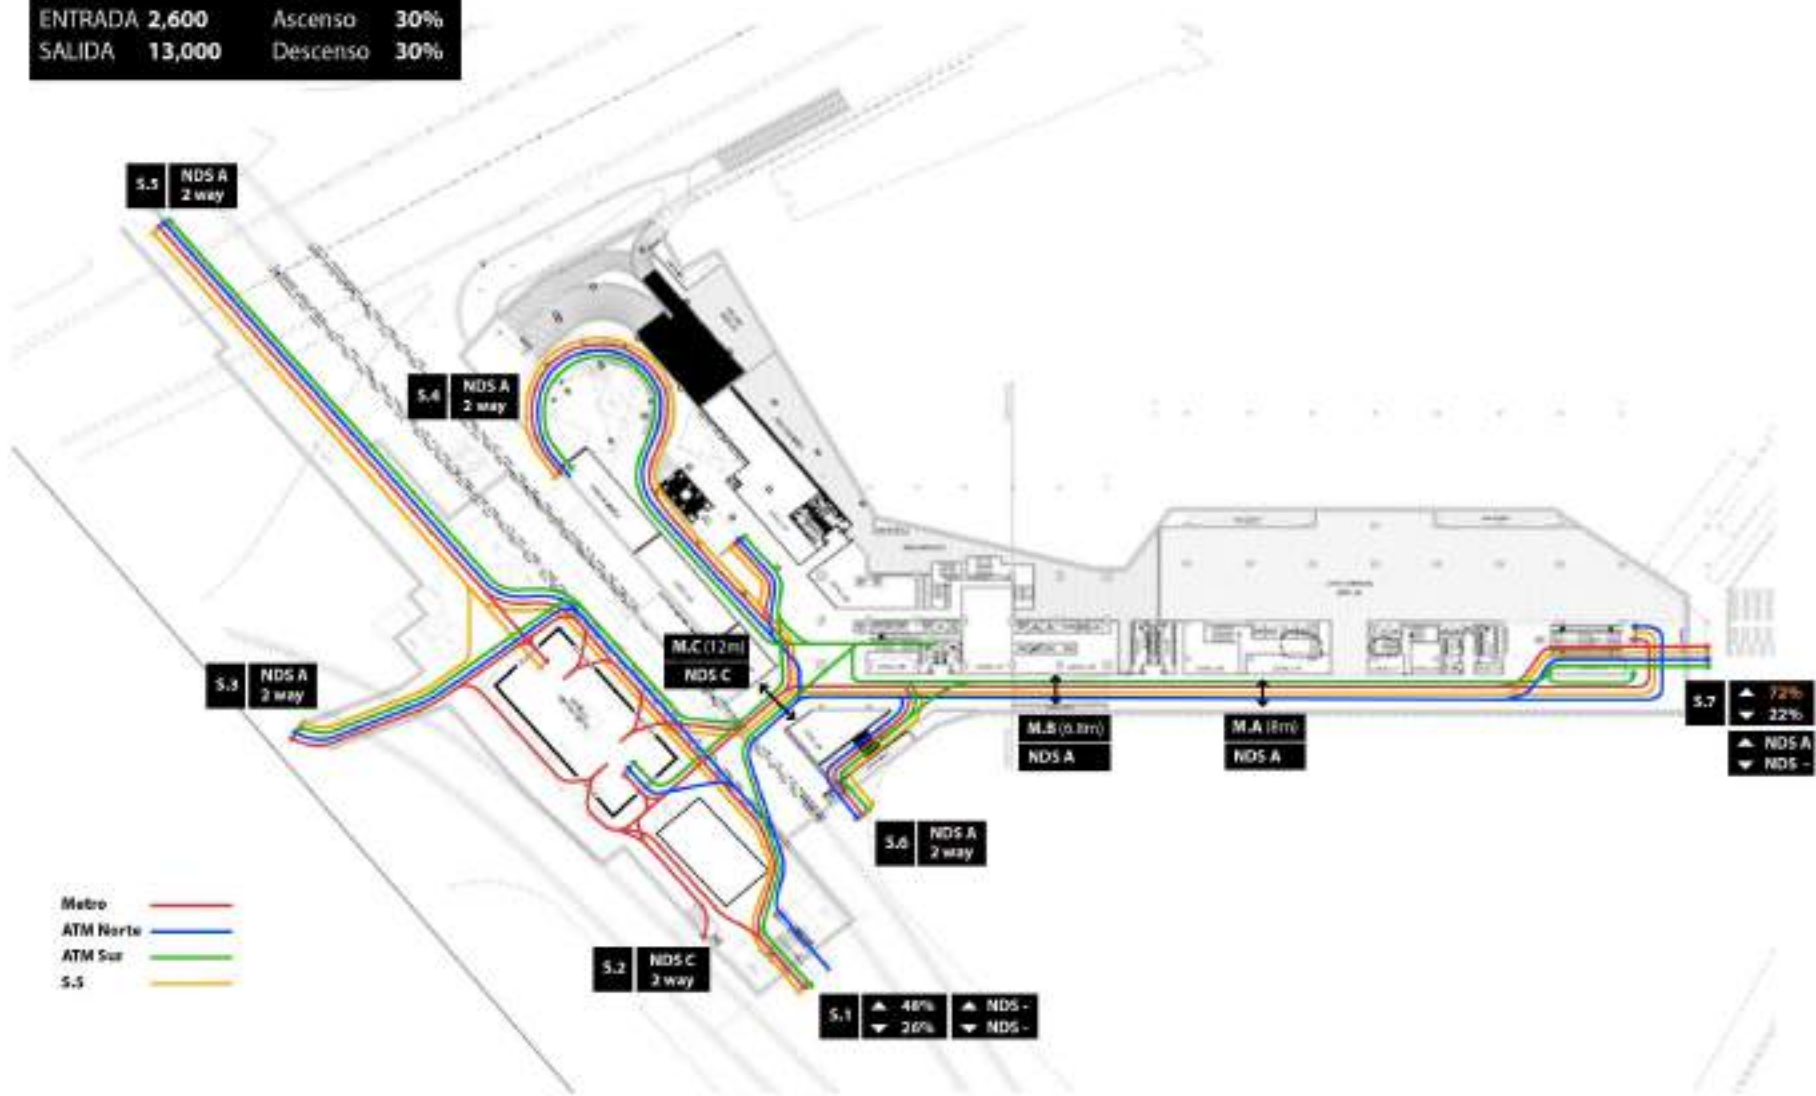 ENTRADA 2,600 Ascenso 30%
SALIDA 13,000 Descenso 30%
S.5 NDS A
2 way
S.4 NDS A
2 way
M.C (12m)
NDS C
S.3 NDS A
2 way
S.7 ▲ 72%
▼ 22%
▲ NDS A
▼ NDS -
M.B (6.8m)
NDS A
M.A (8m)
NDS A
S.6 NDS A
2 way
Metro
ATM Norte
ATM Sur
S.5
S.2 NDS C
2 way
S.1 ▲ 48% ▲ NDS -
▼ 26% ▼ NDS -